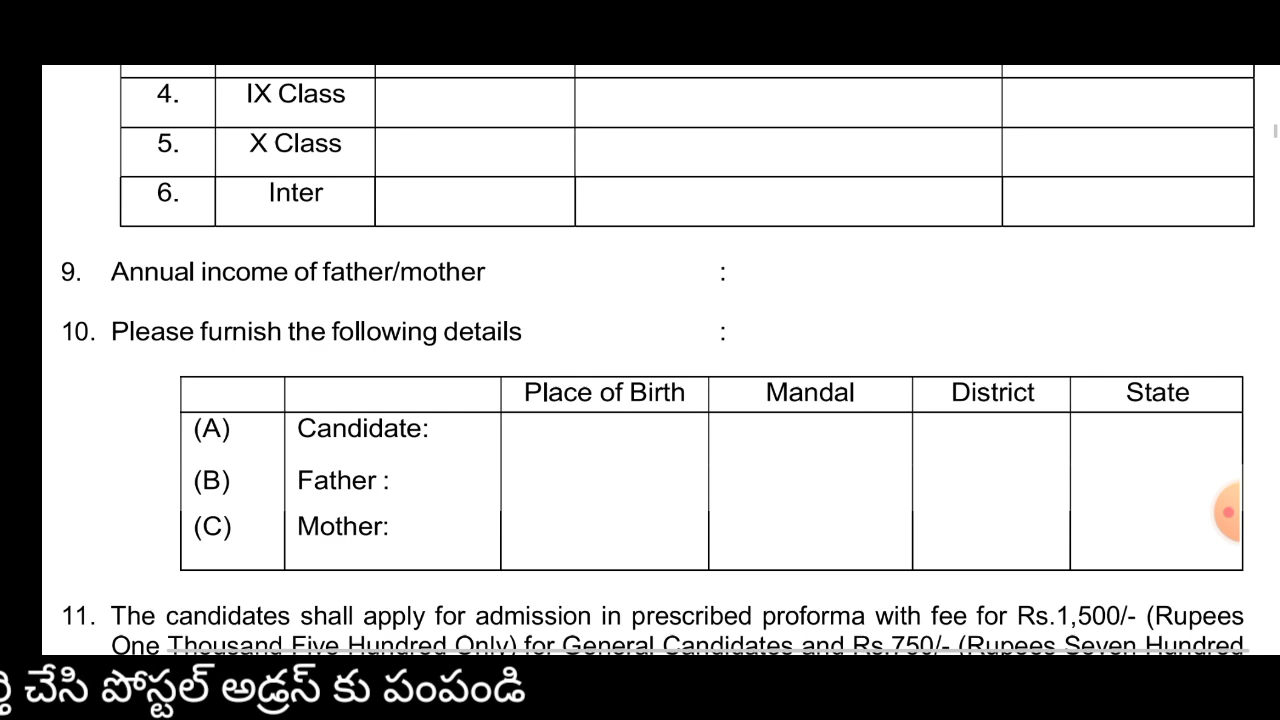 4. IX Class
5. X Class
6. Inter
9. Annual income of father/mother :
10. Please furnish the following details :
Place of Birth Mandal District State
(A) Candidate:
(B) Father :
(C) Mother:
11. The candidates shall apply for admission in prescribed proforma with fee for Rs.1,500/- (Rupees
One Thousand Five Hundred Only) for General Candidates and Rs.750/- (Rupees Seven Hundred
చేసి పోస్టల్ అడ్రస్ కు పంపండి